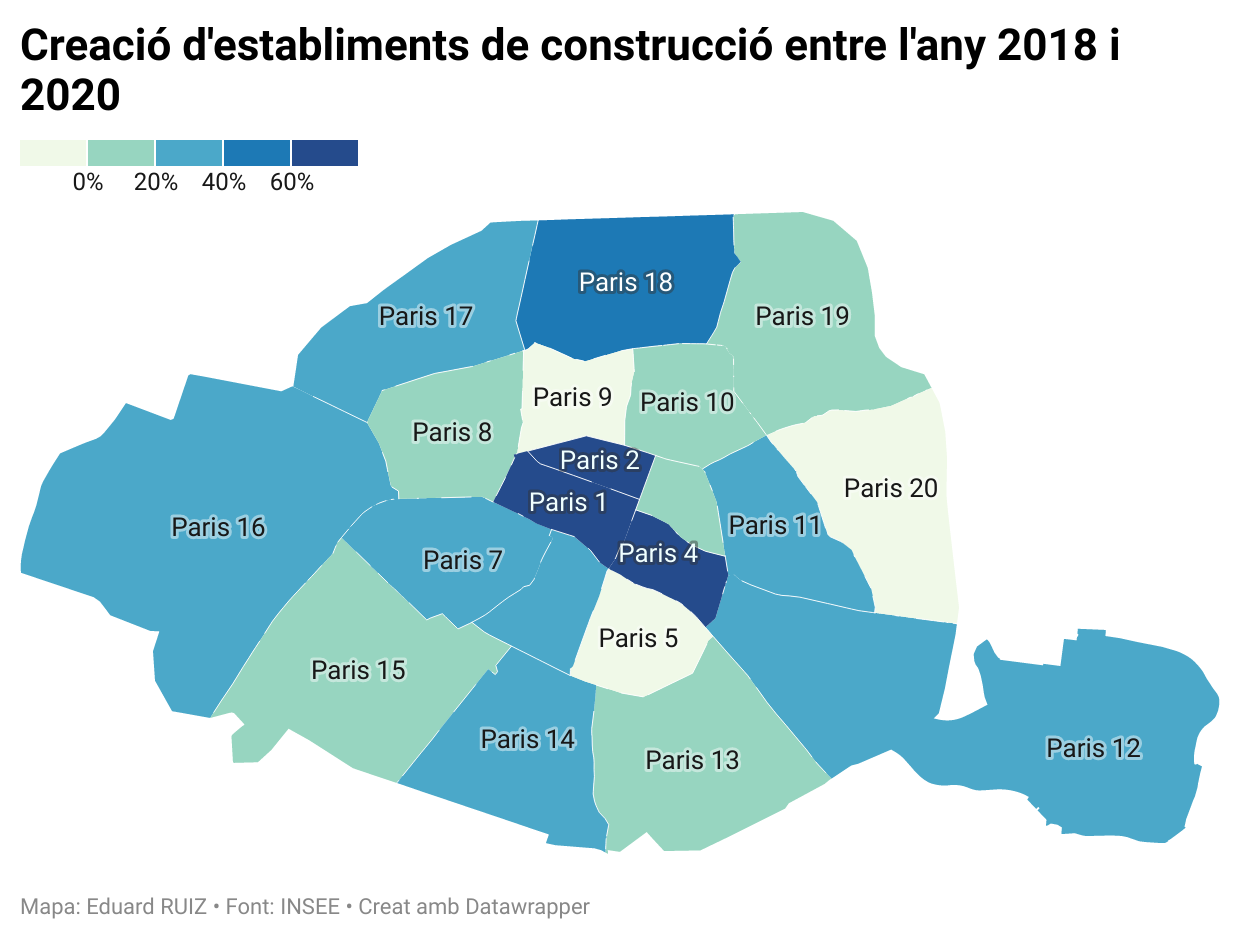 Creació d'establiments de construcció entre l'any 2018 i
2020
0% 20% 40% 60%
Paris 18
Paris 17
Paris 19
Paris 9
Paris 10
Paris 8
Paris 2
Paris 20
Paris 1
Paris 11
Paris 16
Paris 4
Paris 7
Paris 5
Paris 15
Paris 14
Paris 12
Paris 13
Mapa: Eduard RUIZ • Font: INSEE • Creat amb Datawrapper